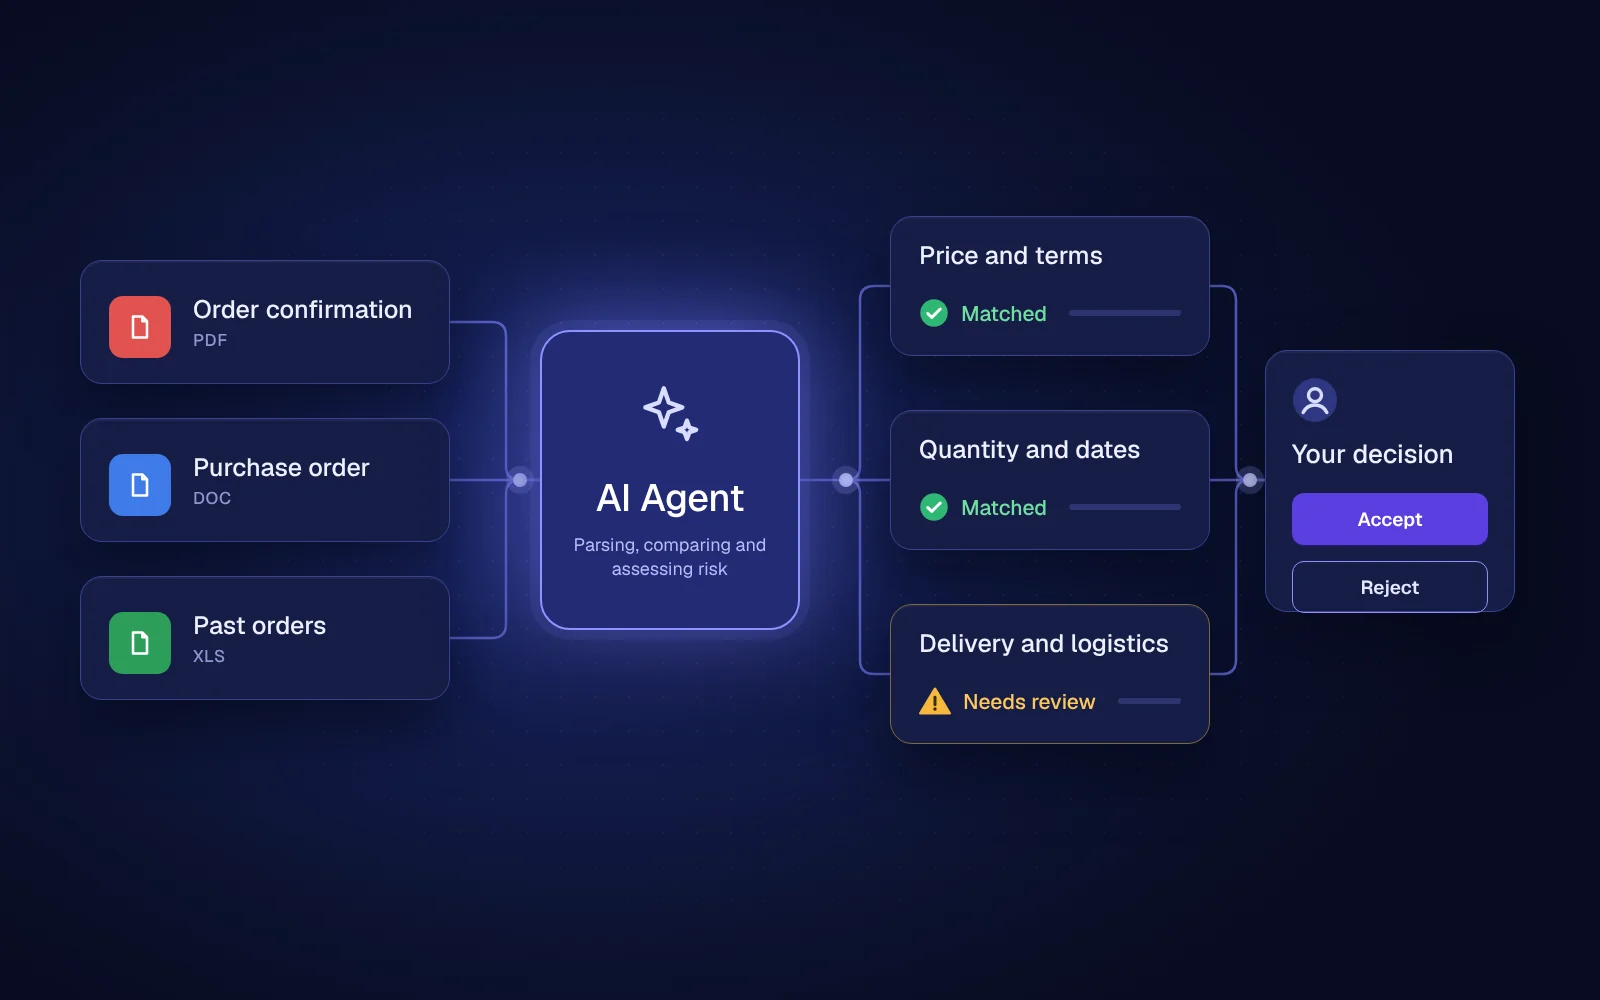 Order confirmation
PDF
Purchase order
DOC
Past orders
XLS
AI Agent
Parsing, comparing and
assessing risk
Price and terms
Matched
Quantity and dates
Matched
Delivery and logistics
Needs review
Your decision
Accept
Reject